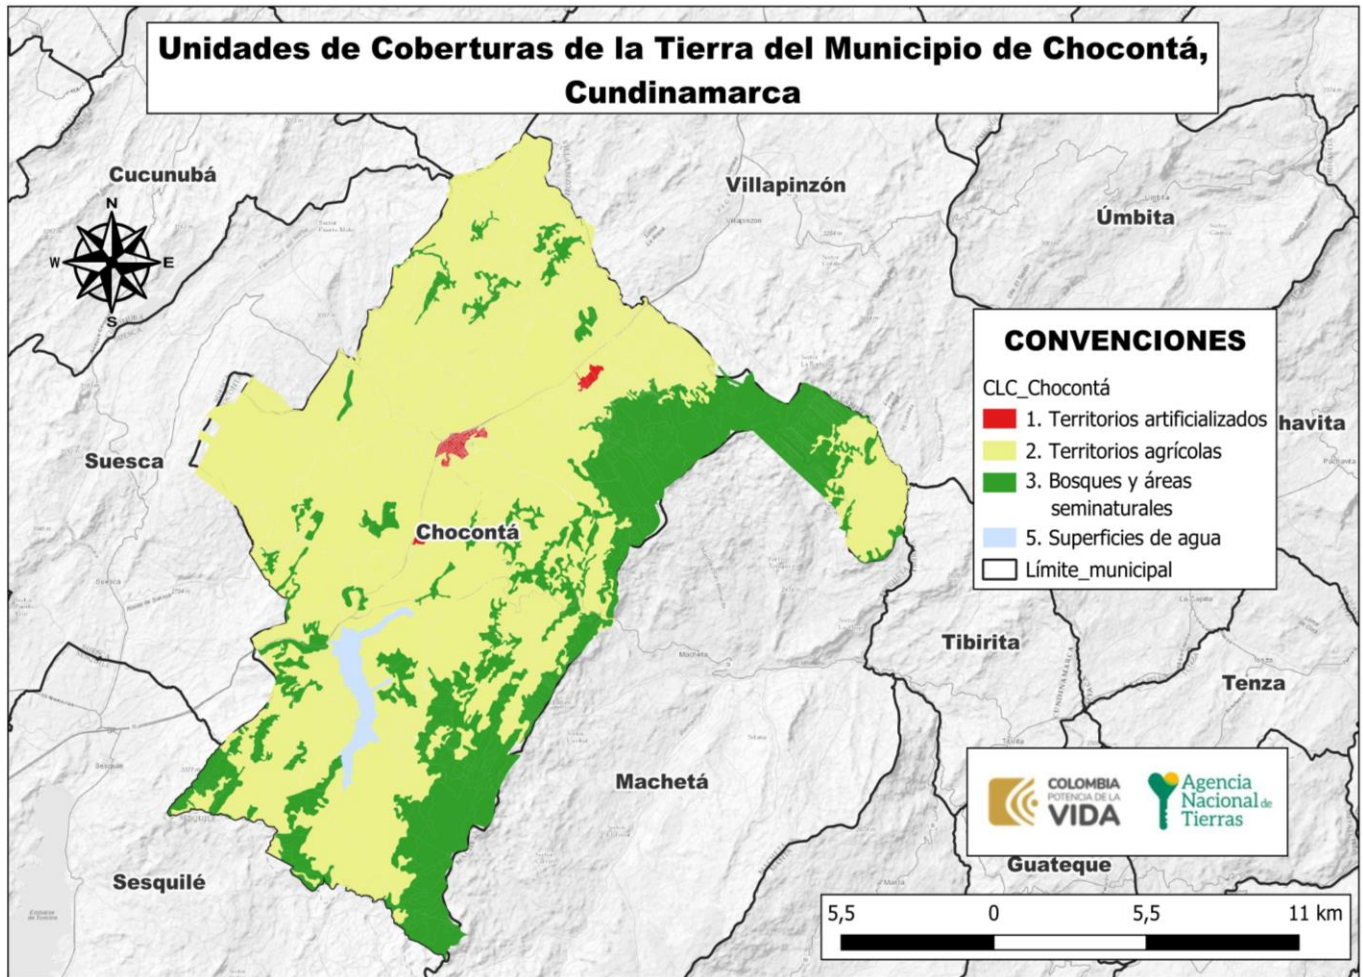 Unidades de Coberturas de la Tierra del Municipio de Chocontá,
Cundinamarca
Cucunubá
Villapinzón
Úmbita
N
W
E
S
CONVENCIONES
CLC_Chocontá
1. Territorios artificializados
2. Territorios agrícolas
3. Bosques y áreas
seminaturales
5. Superficies de agua
Límite_municipal
havita
Suesca
Chocontá
Tibirita
Tenza
Machetá
COLOMBIA
POTENCIA DE LA
VIDA
Agencia
Nacional de
Tierras
Guateque
Sesquilé
5,5
0
5,5
11 km